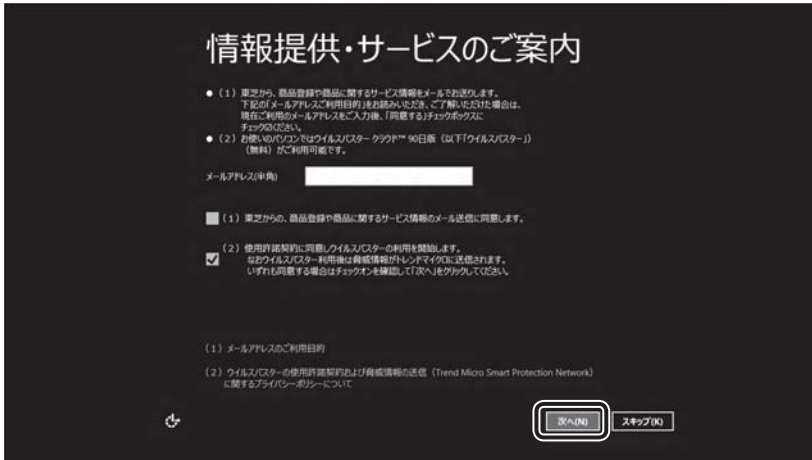 情報提供・サービスのご案内
● (1) 東芝から、商品登録や商品に関するサービス情報をメールでお送りします。
下記の「メールアドレスご利用目的」をお読みいただき、ご了解いただけた場合は、
現在ご利用のメールアドレスをご入力後、「同意する」チェックボックスに
チェックください。
● (2) お使いのパソコンではウイルスバスター クラウド™ 90日版 (以下「ウイルスバスター」)
(無料) がご利用可能です。
メールアドレス(半角)
(1) 東芝からの、商品登録や商品に関するサービス情報のメール送信に同意します。
(2) 使用許諾契約に同意しウイルスバスターの利用を開始します。
なおウイルスバスター利用後は脅威情報がトレンドマイクロに送信されます。
いずれも同意する場合はチェックオンを確認して「次へ」をクリックしてください。
(1) メールアドレスのご利用目的
(2) ウイルスバスターの使用許諾契約および脅威情報の送信 (Trend Micro Smart Protection Network)
に関するプライバシーポリシーについて
次へ(N) スキップ(K)